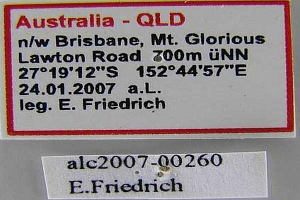 Australia - QLD
n/w Brisbane, Mt. Glorious
Lawton Road 700m üNN
27°19'12"S 152°44'57"E
24.01.2007 a.L.
leg. E. Friedrich
alc2007-00260
E.Friedrich